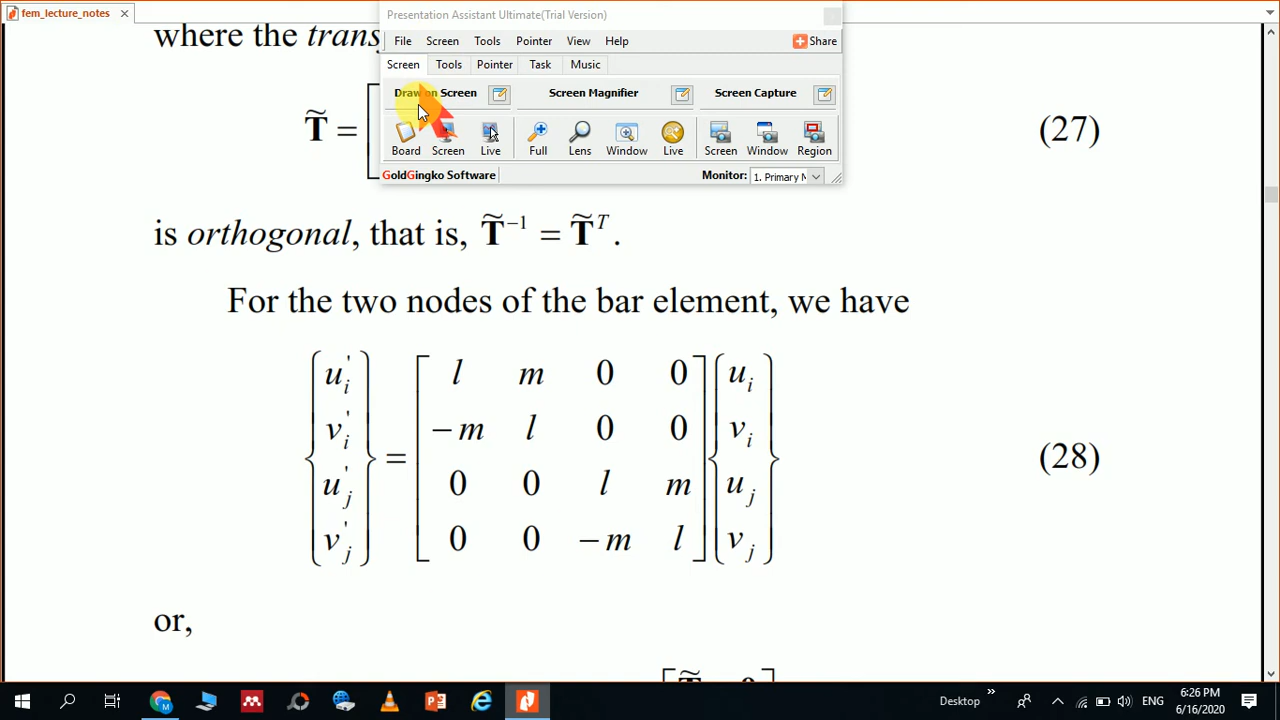 fem_lecture_notes
Presentation Assistant Ultimate(Trial Version)
File Screen Tools Pointer View Help Share
Screen Tools Pointer Task Music
Draw on Screen Screen Magnifier Screen Capture
Board Screen Live Full Lens Window Live Screen Window Region
GoldGingko Software Monitor: 1. Primary M
where the
T̃ = [ (27)
is orthogonal, that is, T̃⁻¹ = T̃ᵀ.
For the two nodes of the bar element, we have
u'i l m 0 0 ui
v'i −m l 0 0 vi
= (28)
u'j 0 0 l m uj
v'j 0 0 −m l vj
or,
6:26 PM
Desktop » ENG
6/16/2020